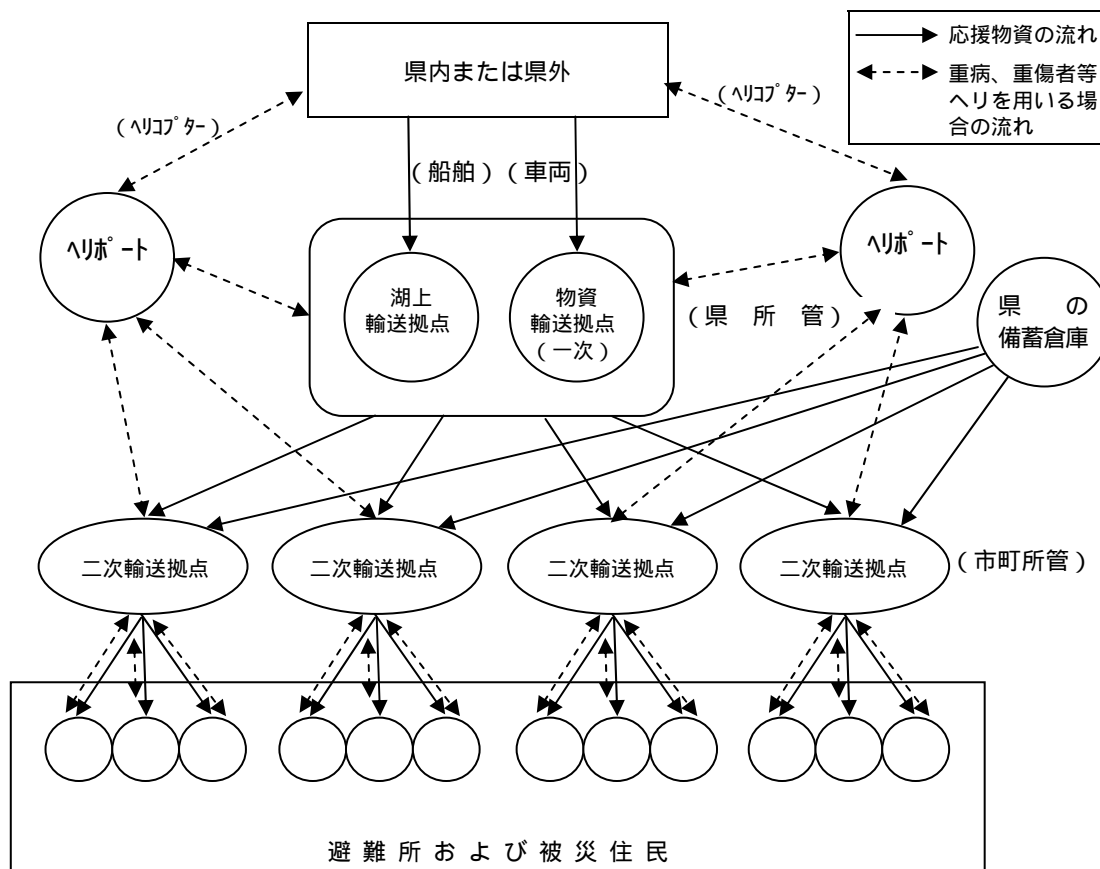 応援物資の流れ
重病、重傷者等
ヘリを用いる場
合の流れ
県内または県外
(ﾍﾘｺﾌﾟﾀｰ)
(ﾍﾘｺﾌﾟﾀｰ)
(船舶)(車両)
ﾍﾘﾎﾟｰﾄ
ﾍﾘﾎﾟｰﾄ
湖上
輸送拠点
物資
輸送拠点
(一次)
(県所管)
県の
備蓄倉庫
二次輸送拠点
二次輸送拠点
二次輸送拠点
二次輸送拠点
(市町所管)
避難所および被災住民